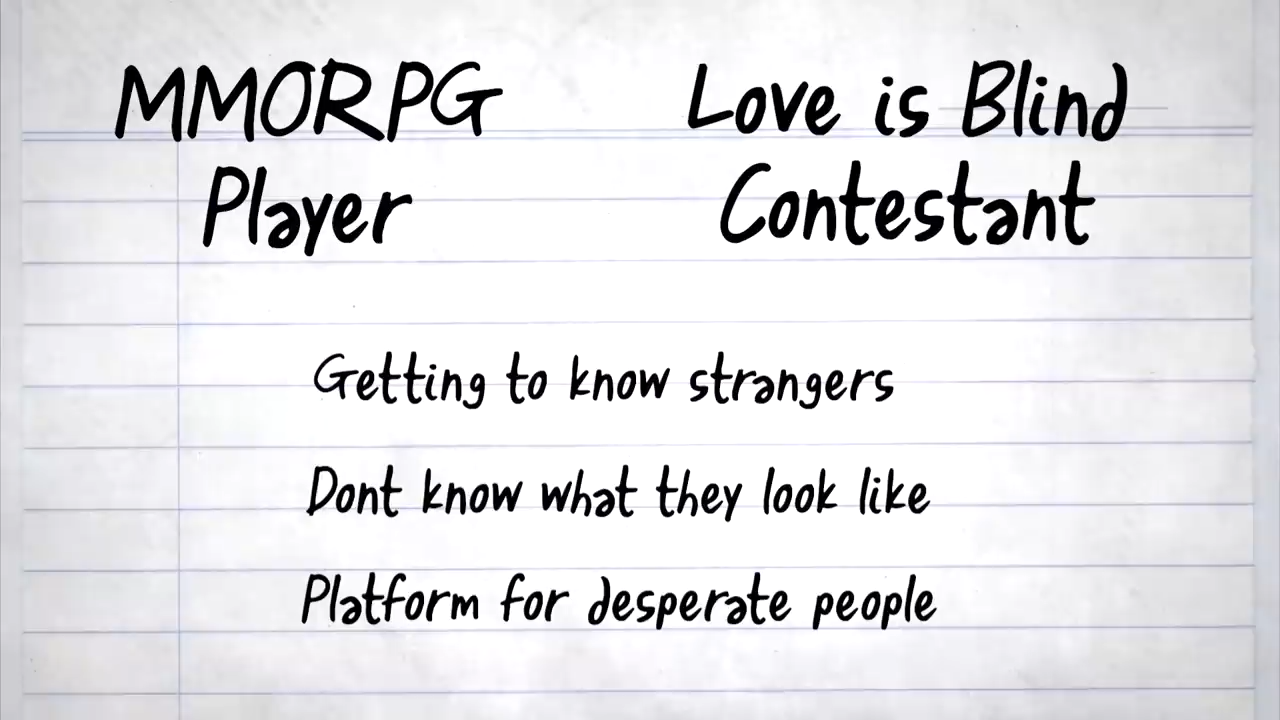 MMORPG
Player
Love is Blind
Contestant
Getting to know strangers
Dont know what they look like
Platform for desperate people